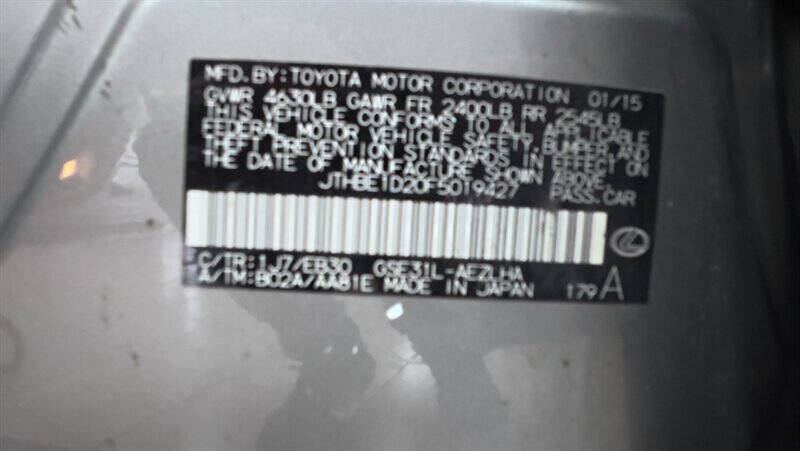 MFD.BY:TOYOTA MOTOR CORPORATION 01/15
GVWR 4630LB GAWR FR 2400LB RR 2545LB
THIS VEHICLE CONFORMS TO ALL APPLICABLE
FEDERAL MOTOR VEHICLE SAFETY,BUMPER,AND
THEFT PREVENTION STANDARDS IN EFFECT ON
THE DATE OF MANUFACTURE SHOWN ABOVE.
JTHBE1D20F5019427 PASS.CAR
C/TR:1J7/EB30 GSE31L-AEZLHA
A/TM:B02A/AA81E MADE IN JAPAN 179 A